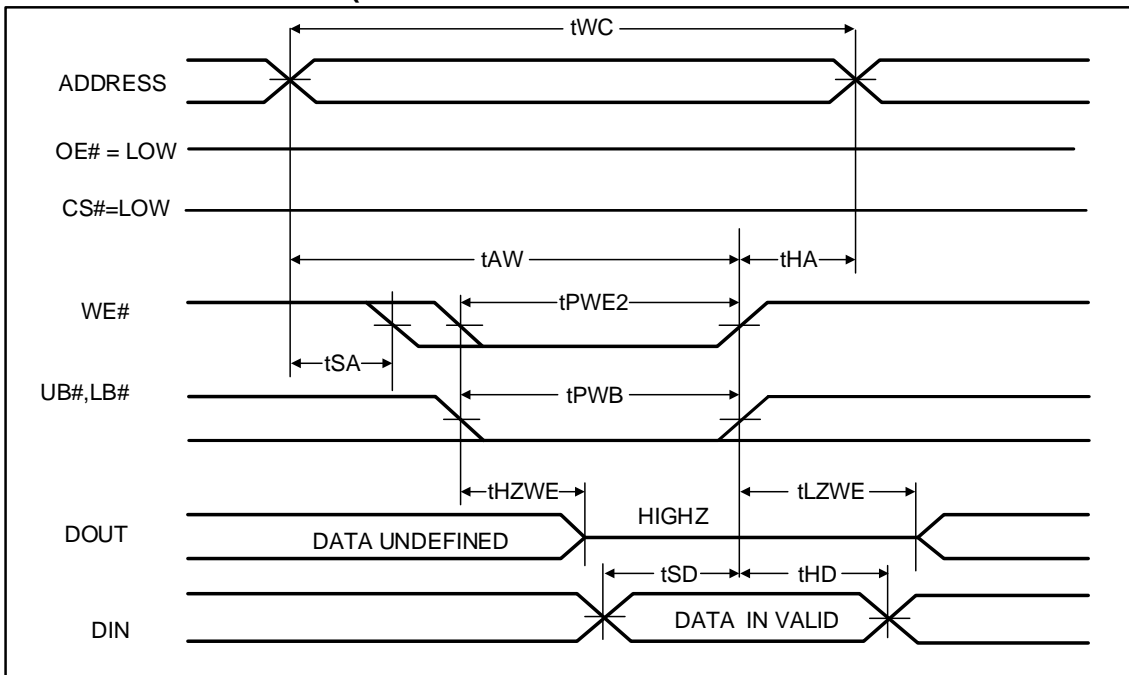 tWC
ADDRESS
OE# = LOW
CS#=LOW
tAW
tHA
WE#
tPWE2
tSA
UB#,LB#
tPWB
tHZWE
tLZWE
HIGHZ
DOUT
DATA UNDEFINED
tSD
tHD
DIN
DATA IN VALID